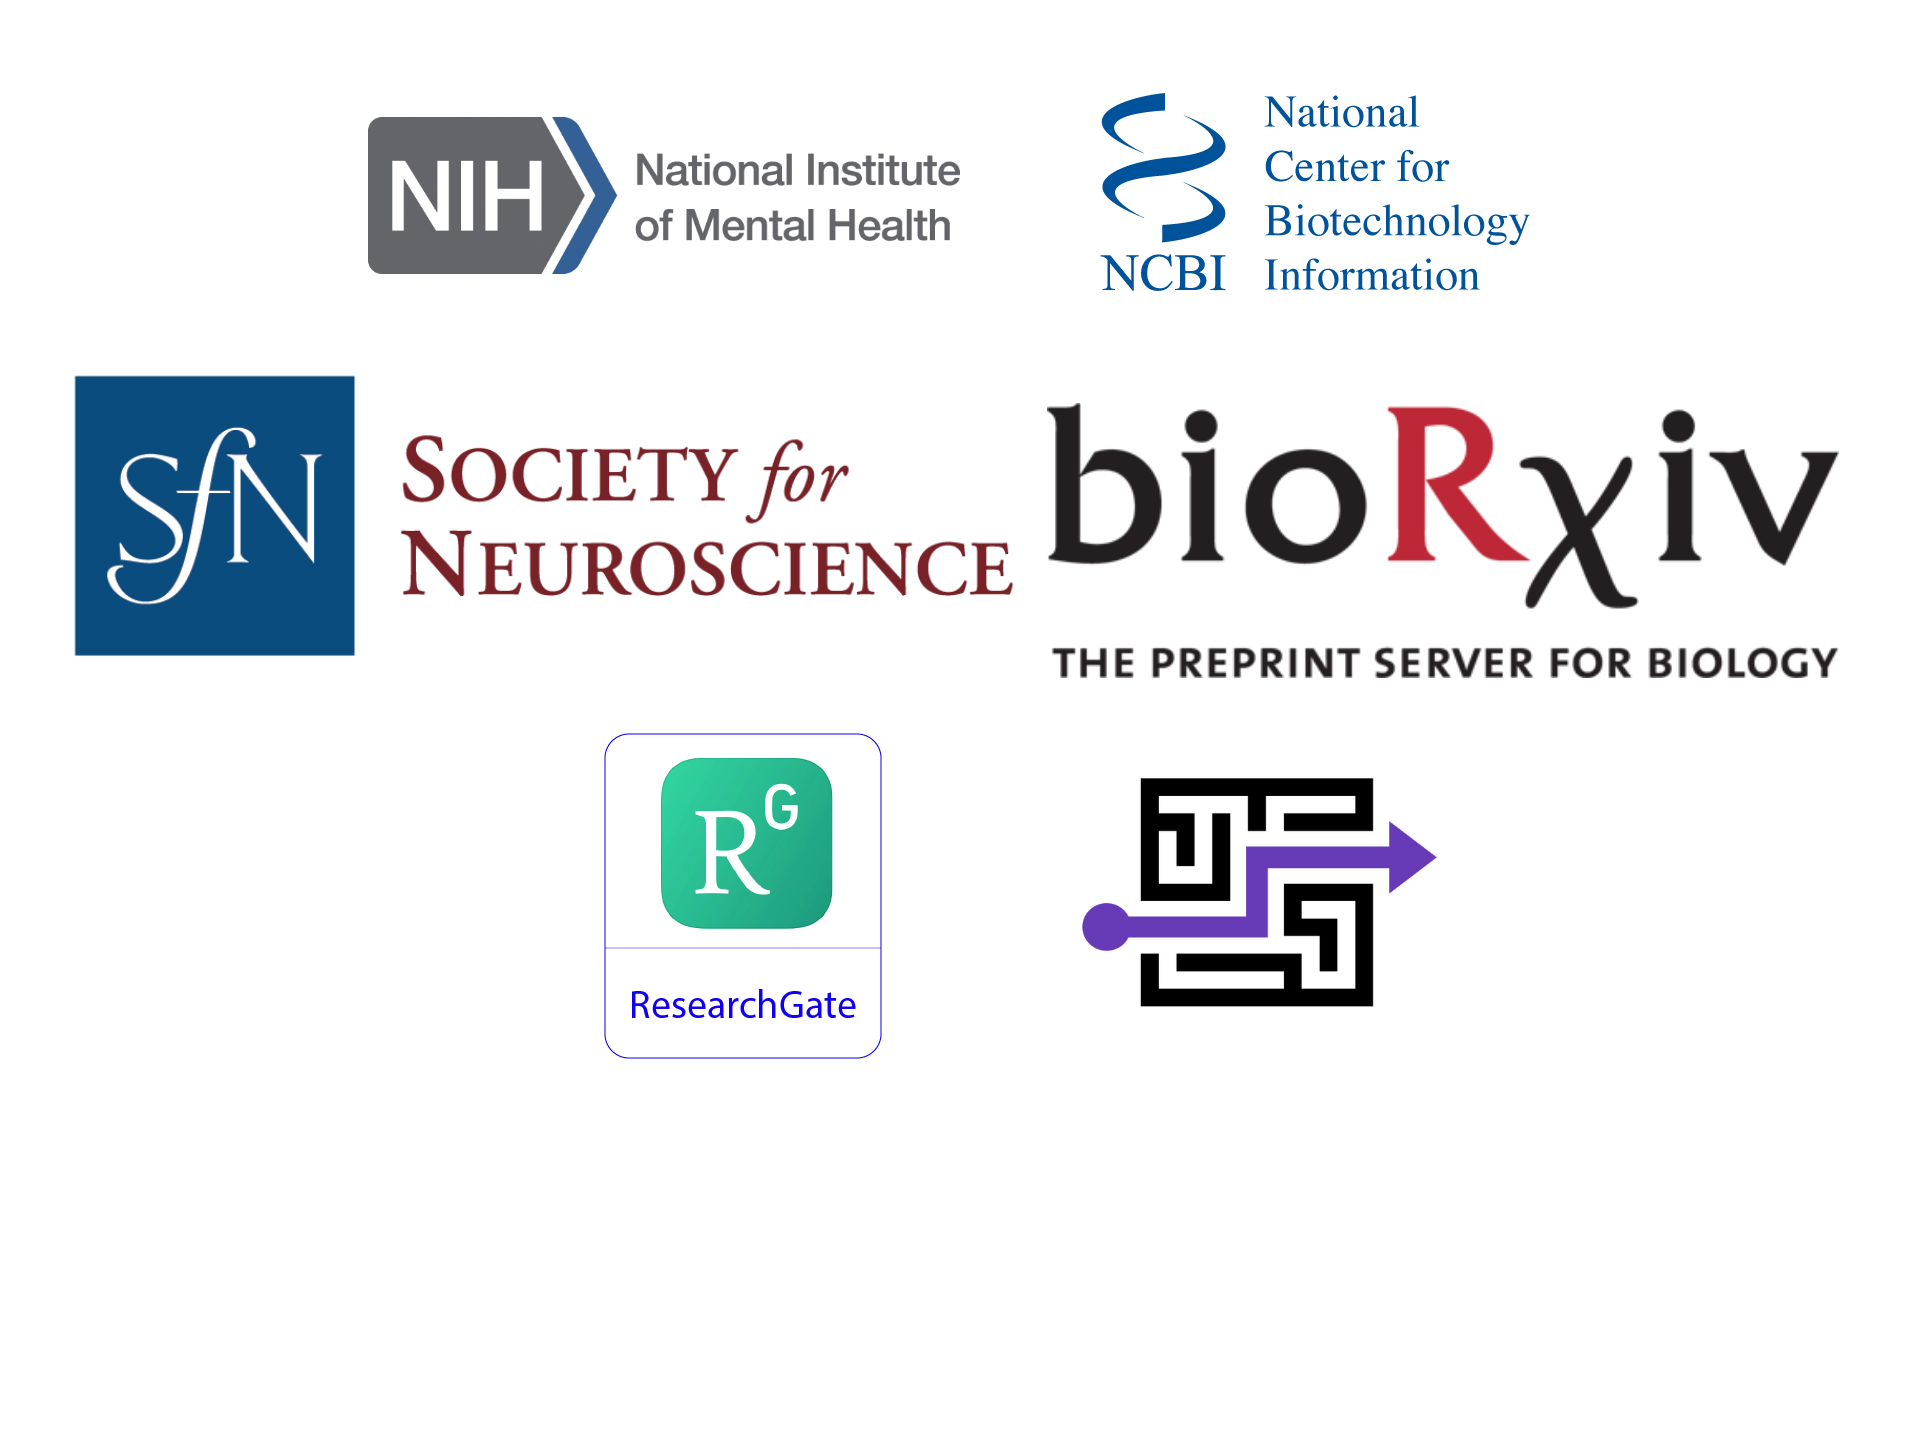 NIH
National Institute
of Mental Health
NCBI
National
Center for
Biotechnology
Information
SfN
SOCIETY for
NEUROSCIENCE
bioRxiv
THE PREPRINT SERVER FOR BIOLOGY
RG
ResearchGate